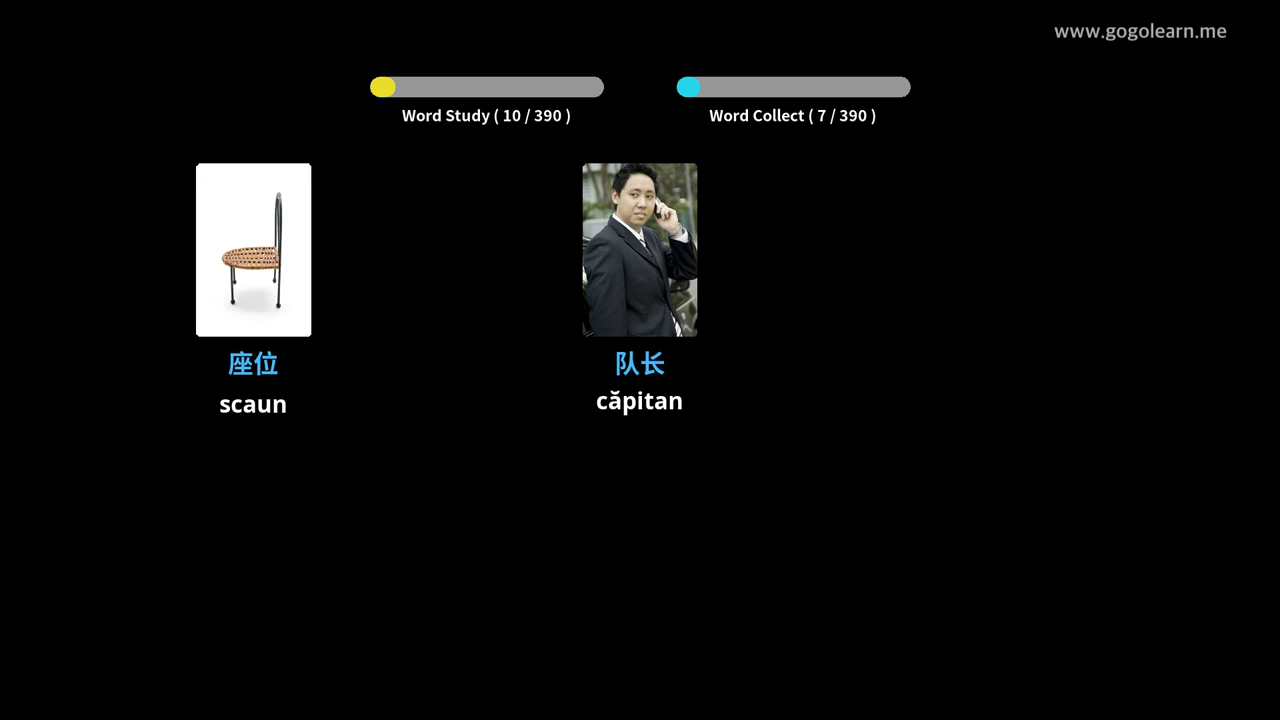 www.gogolearn.me
Word Study ( 10 / 390 )
Word Collect ( 7 / 390 )
座位
scaun
队长
căpitan